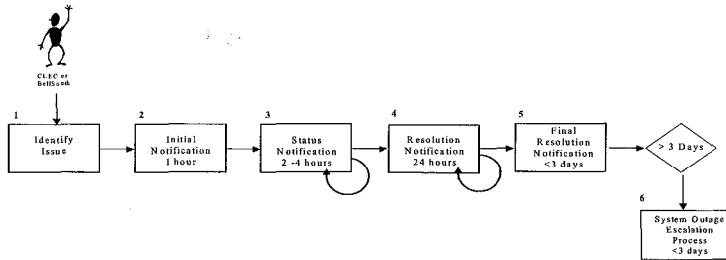 CLEC or
BellSouth
1
Identify
Issue
2
Initial
Notification
1 hour
3
Status
Notification
2 -4 hours
4
Resolution
Notification
24 hours
5
Final
Resolution
Notification
<3 days
> 3 Days
6
System Outage
Escalation
Process
<3 days